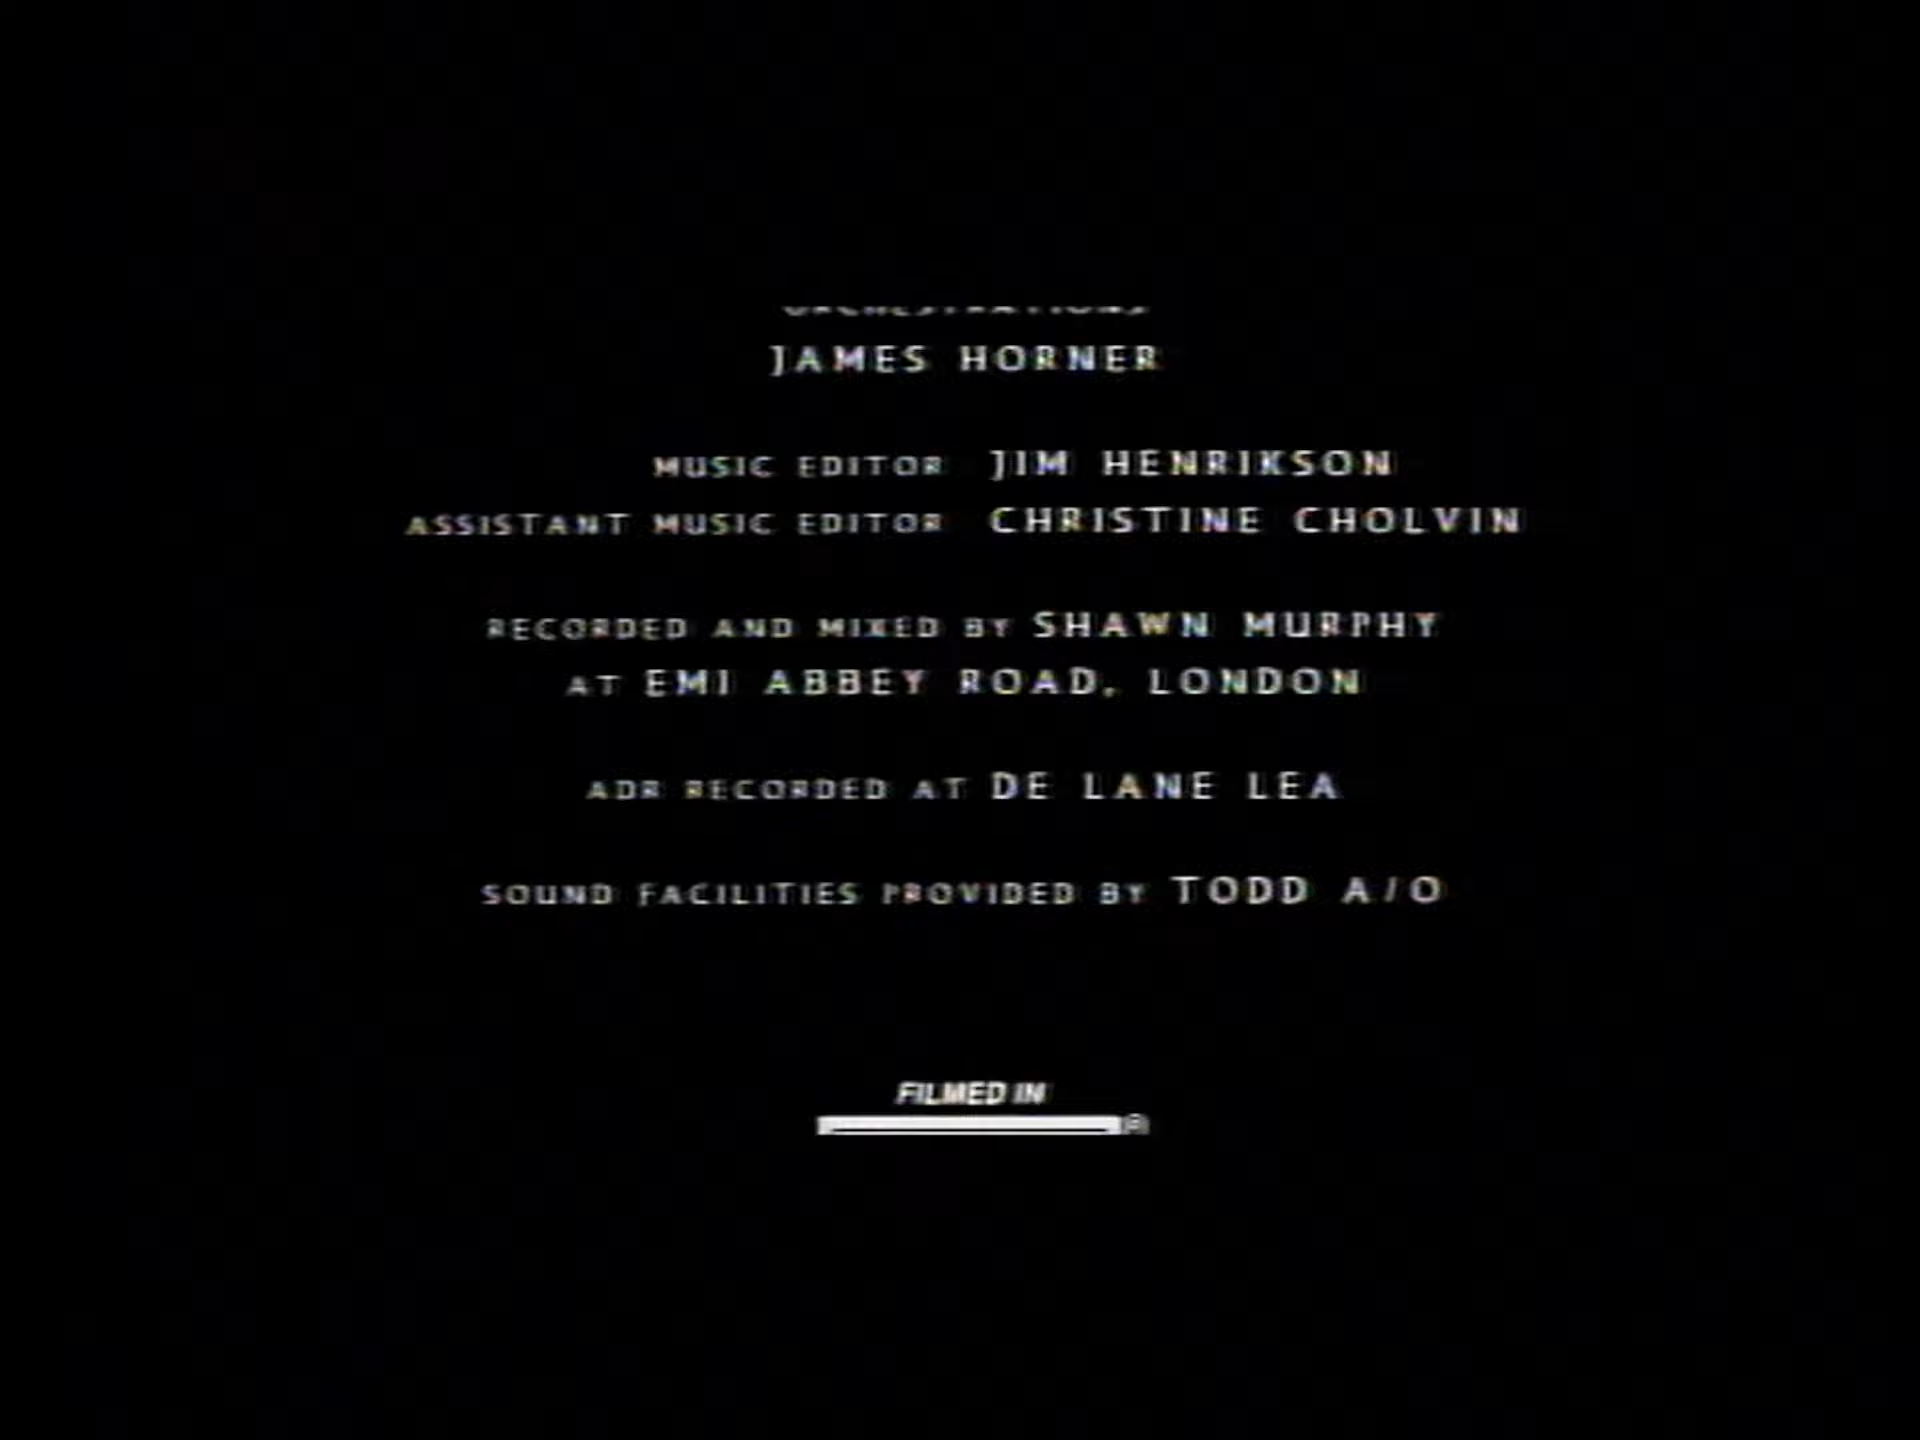 ORCHESTRATIONS
JAMES HORNER
MUSIC EDITOR JIM HENRIKSON
ASSISTANT MUSIC EDITOR CHRISTINE CHOLVIN
RECORDED AND MIXED BY SHAWN MURPHY
AT EMI ABBEY ROAD, LONDON
ADR RECORDED AT DE LANE LEA
SOUND FACILITIES PROVIDED BY TODD A/O
FILMED IN
®